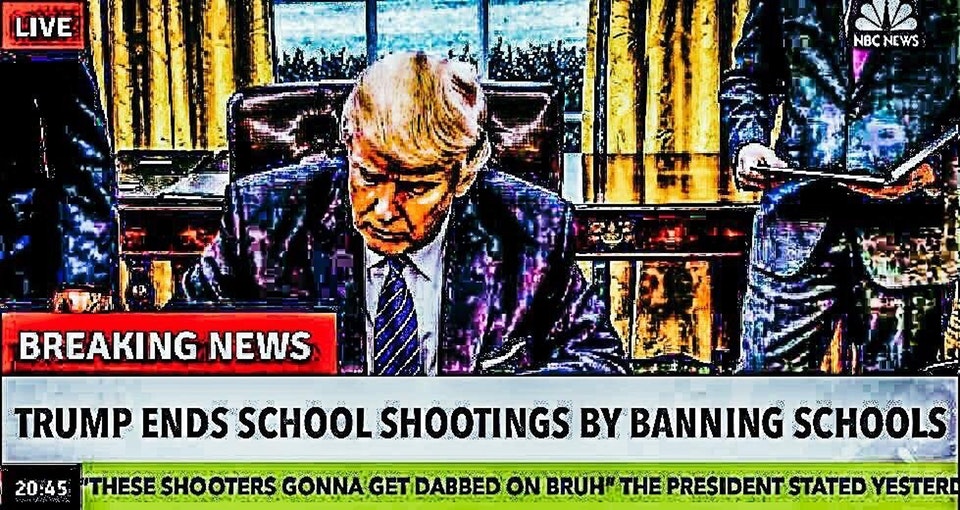 LIVE
NBC NEWS
BREAKING NEWS
TRUMP ENDS SCHOOL SHOOTINGS BY BANNING SCHOOLS
20:45 "THESE SHOOTERS GONNA GET DABBED ON BRUH" THE PRESIDENT STATED YESTERD